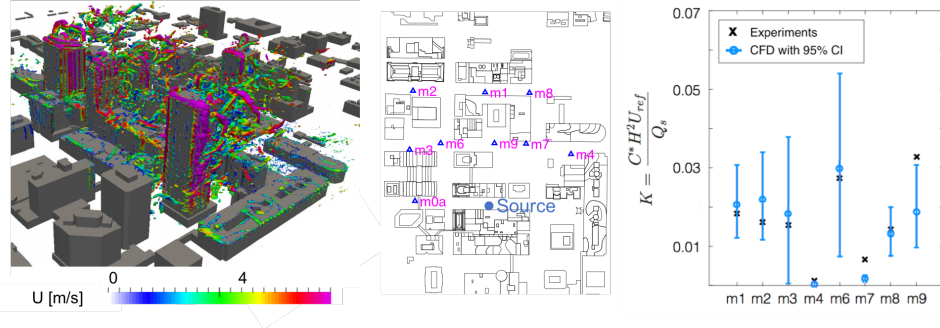 0
4
U [m/s]
m2
m1
m8
m6
m9
m7
m3
m4
m0a
Source
0.07
0.05
0.03
0.01
K = C* H² U_ref / Q_s
Experiments
CFD with 95% CI
m1 m2 m3 m4 m6 m7 m8 m9